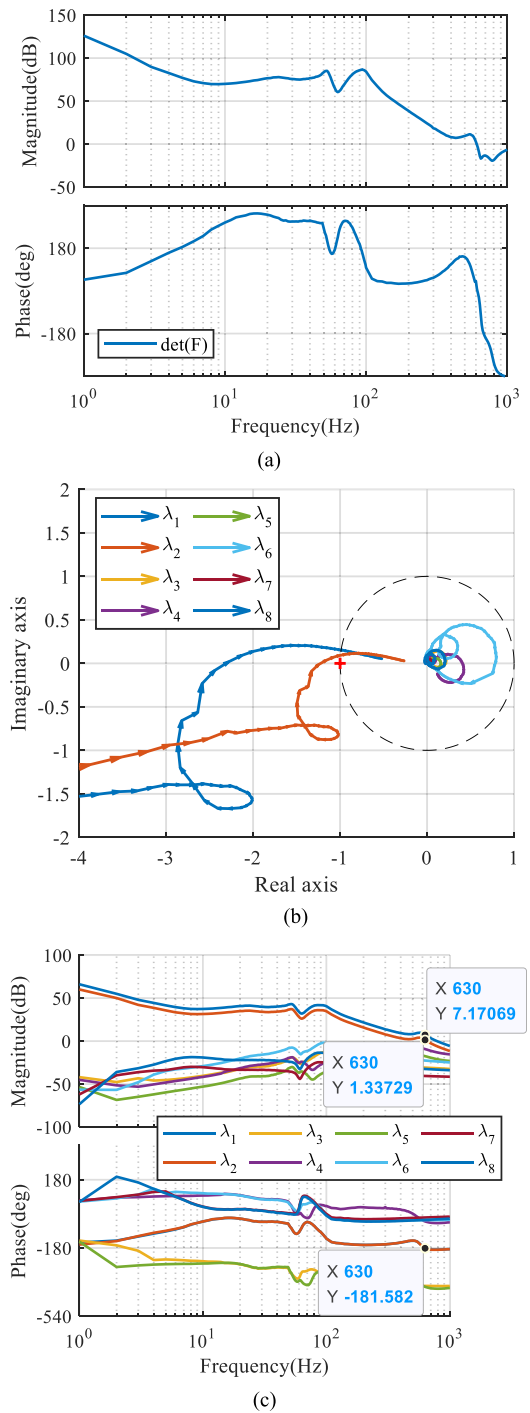 150
100
50
0
-50
Magnitude(dB)
180
-180
Phase(deg)
det(F)
10^0
10^1
10^2
10^3
Frequency(Hz)
(a)
2
1.5
1
0.5
0
-0.5
-1
-1.5
-2
Imaginary axis
λ1 λ5
λ2 λ6
λ3 λ7
λ4 λ8
-4
-3
-2
-1
0
1
Real axis
(b)
100
50
0
-50
-100
Magnitude(dB)
X 630
Y 7.17069
X 630
Y 1.33729
λ1 λ3 λ5 λ7
λ2 λ4 λ6 λ8
180
-180
-540
Phase(deg)
X 630
Y -181.582
10^0
10^1
10^2
10^3
Frequency(Hz)
(c)